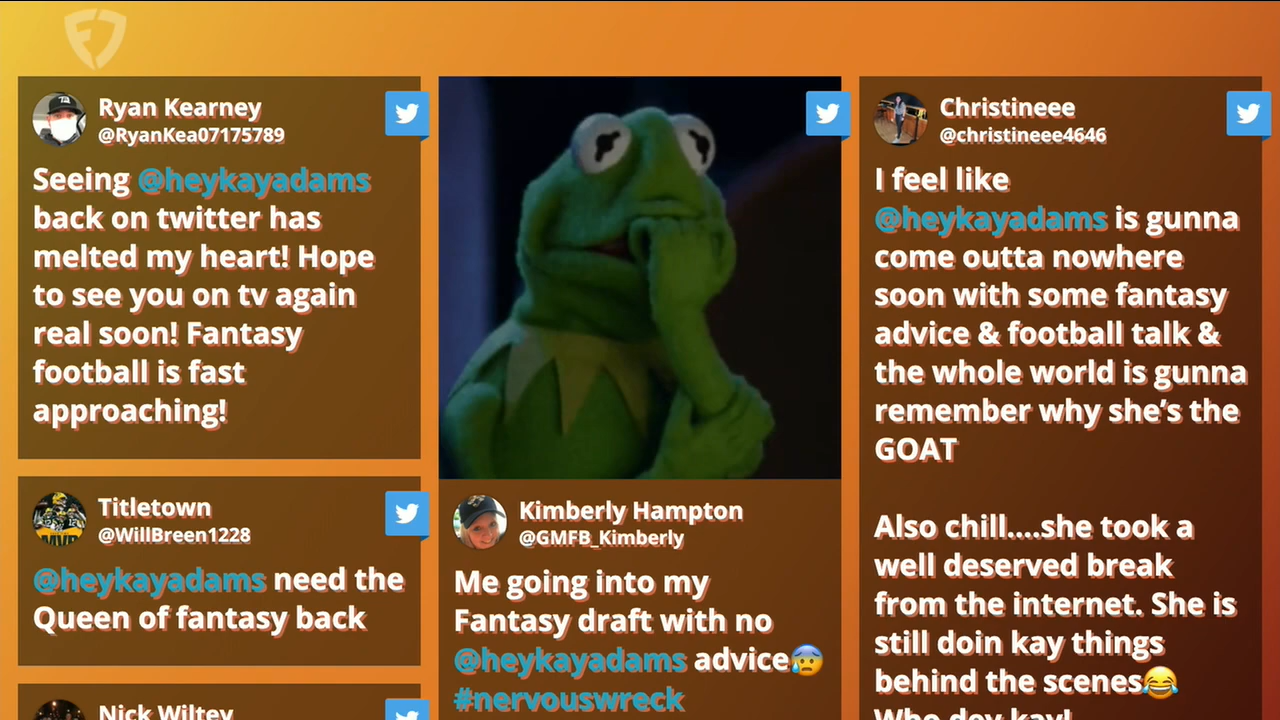 Ryan Kearney
@RyanKea07175789
Seeing @heykayadams
back on twitter has
melted my heart! Hope
to see you on tv again
real soon! Fantasy
football is fast
approaching!
Titletown
@WillBreen1228
@heykayadams need the
Queen of fantasy back
Nick Wiltey
Kimberly Hampton
@GMFB_Kimberly
Me going into my
Fantasy draft with no
@heykayadams advice😰
#nervouswreck
Christineee
@christineee4646
I feel like
@heykayadams is gunna
come outta nowhere
soon with some fantasy
advice & football talk &
the whole world is gunna
remember why she’s the
GOAT
Also chill....she took a
well deserved break
from the internet. She is
still doin kay things
behind the scenes😂
Who dey kay!